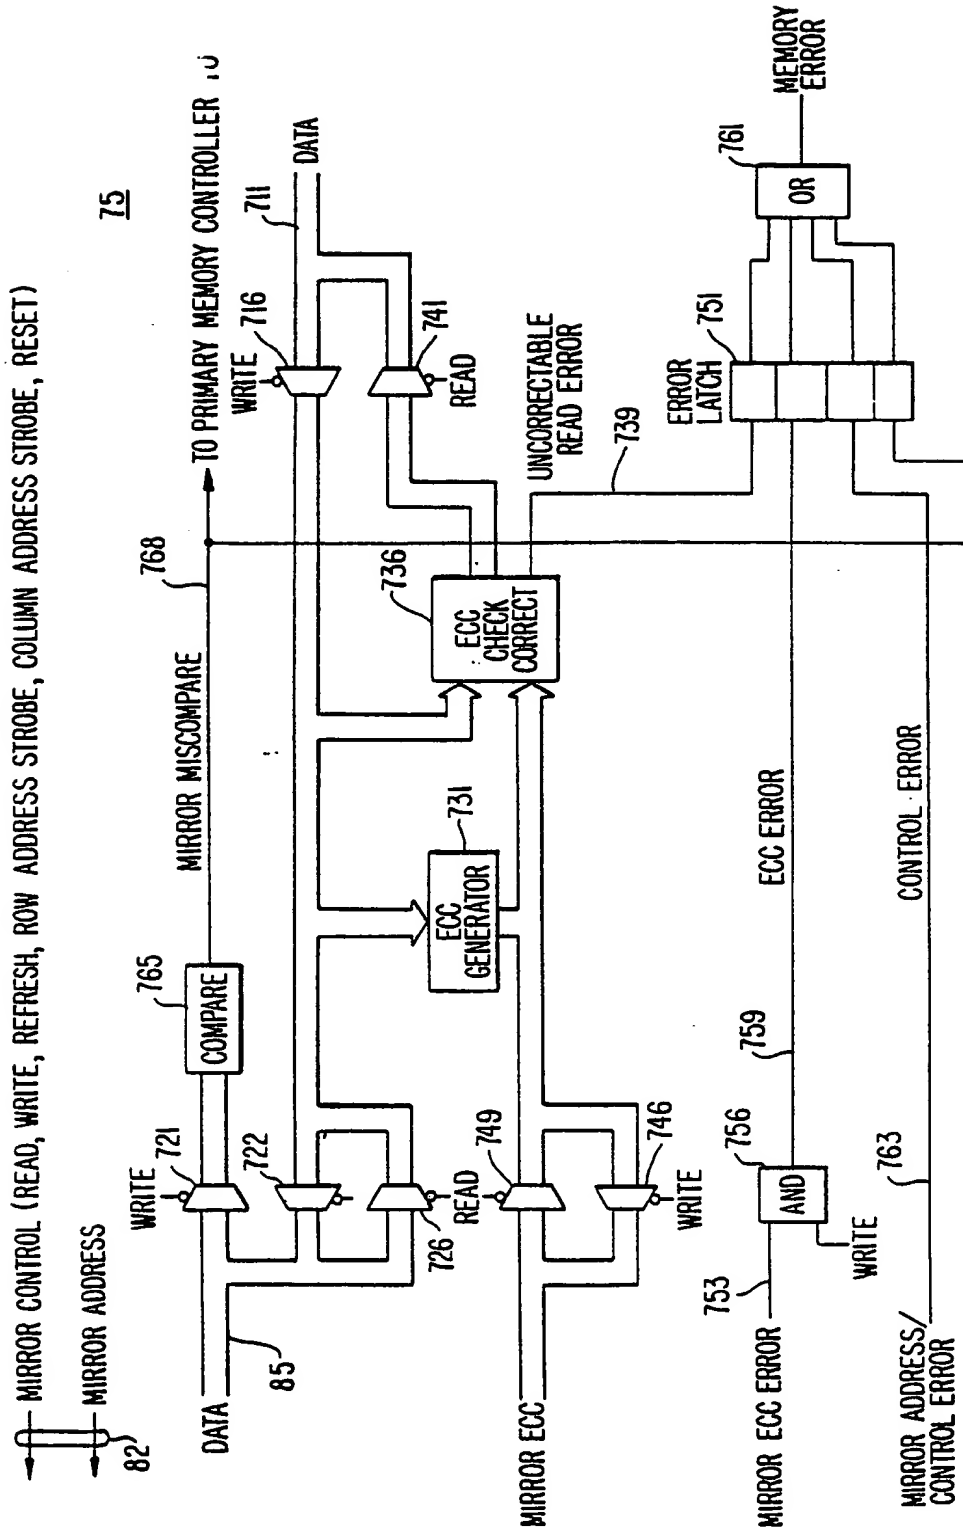 MIRROR CONTROL (READ, WRITE, REFRESH, ROW ADDRESS STROBE, COLUMN ADDRESS STROBE, RESET)
MIRROR ADDRESS
82
75
768
TO PRIMARY MEMORY CONTROLLER
MIRROR MISCOMPARE
765
COMPARE
WRITE
721
722
716
WRITE
711
DATA
DATA
85
726
READ
741
READ
736
ECC
CHECK
CORRECT
731
ECC
GENERATOR
UNCORRECTABLE
READ ERROR
739
749
746
WRITE
MIRROR ECC
ERROR
LATCH
751
761
OR
MEMORY
ERROR
MIRROR ECC ERROR
753
756
AND
WRITE
759
ECC ERROR
MIRROR ADDRESS/
CONTROL ERROR
763
CONTROL ERROR